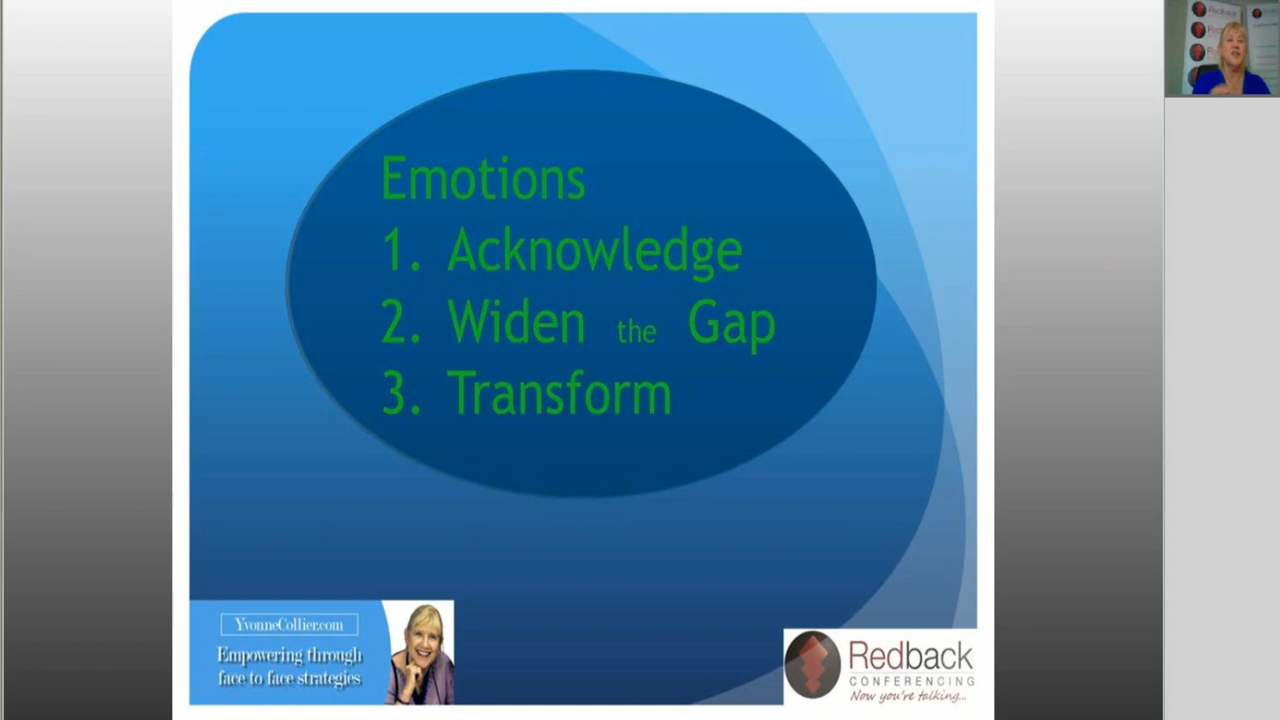 Emotions
1. Acknowledge
2. Widen the Gap
3. Transform
YvonneCollier.com
Empowering through
face to face strategies
Redback
CONFERENCING
Now you're talking...